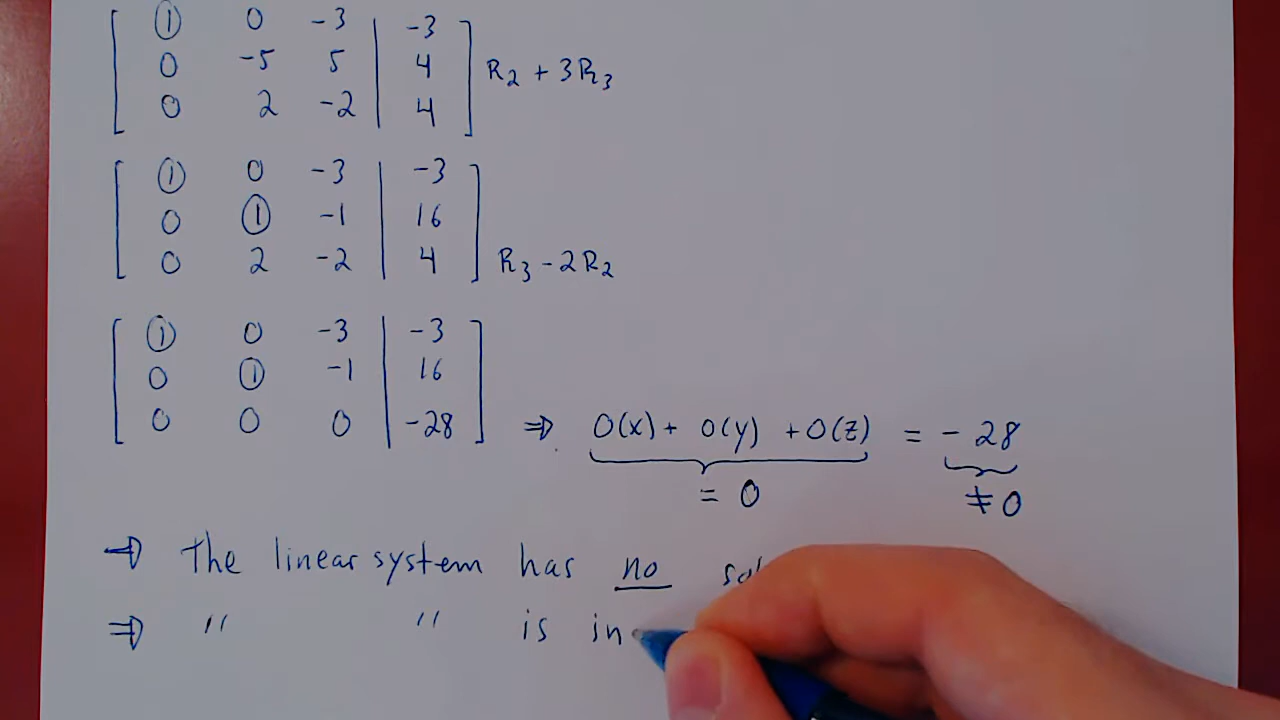 1 0 -3 | -3
0 -5 5 | 4 R2 + 3R3
0 2 -2 | 4
1 0 -3 | -3
0 1 -1 | 16
0 2 -2 | 4 R3 - 2R2
1 0 -3 | -3
0 1 -1 | 16
0 0 0 | -28 ⇒ 0(x) + 0(y) + 0(z) = -28
= 0 ≠ 0
⇒ The linear system has no
⇒ " " is in